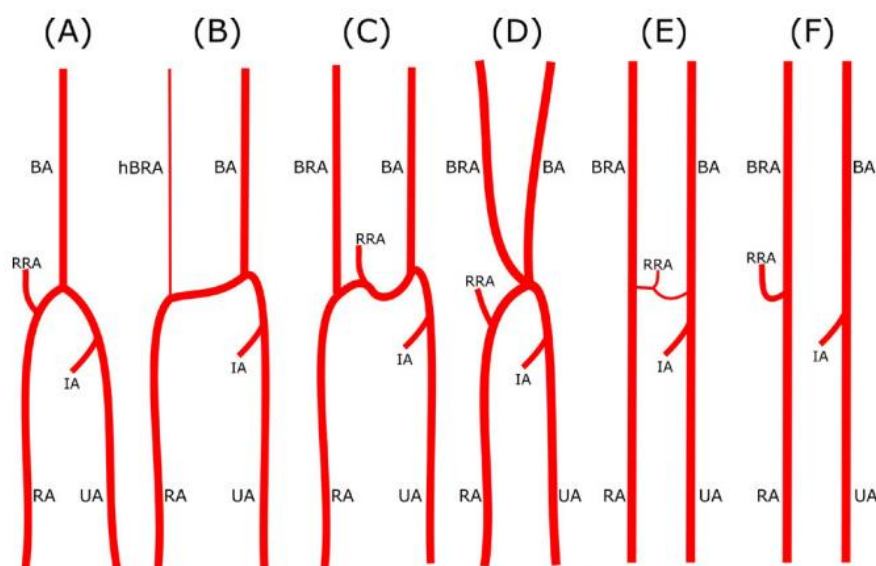 (A) (B) (C) (D) (E) (F)
BA hBRA BA BRA BA BRA BA BRA BA BRA BA
RRA RRA RRA RRA RRA
IA IA IA IA IA IA
RA UA RA UA RA UA RA UA RA UA RA UA